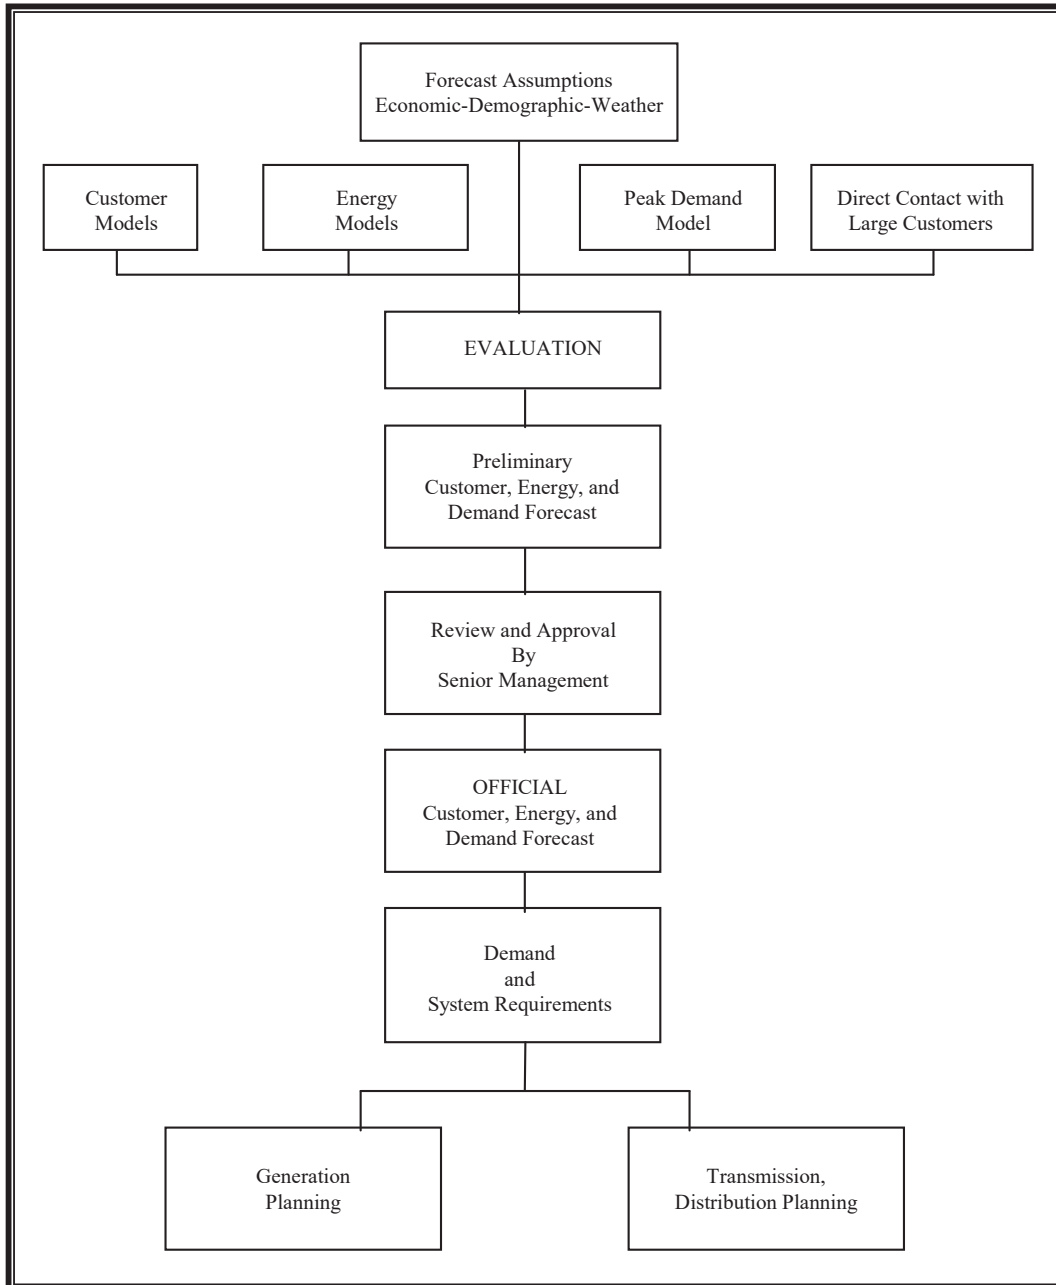 Forecast Assumptions
Economic-Demographic-Weather
Customer
Models
Energy
Models
Peak Demand
Model
Direct Contact with
Large Customers
EVALUATION
Preliminary
Customer, Energy, and
Demand Forecast
Review and Approval
By
Senior Management
OFFICIAL
Customer, Energy, and
Demand Forecast
Demand
and
System Requirements
Generation
Planning
Transmission,
Distribution Planning